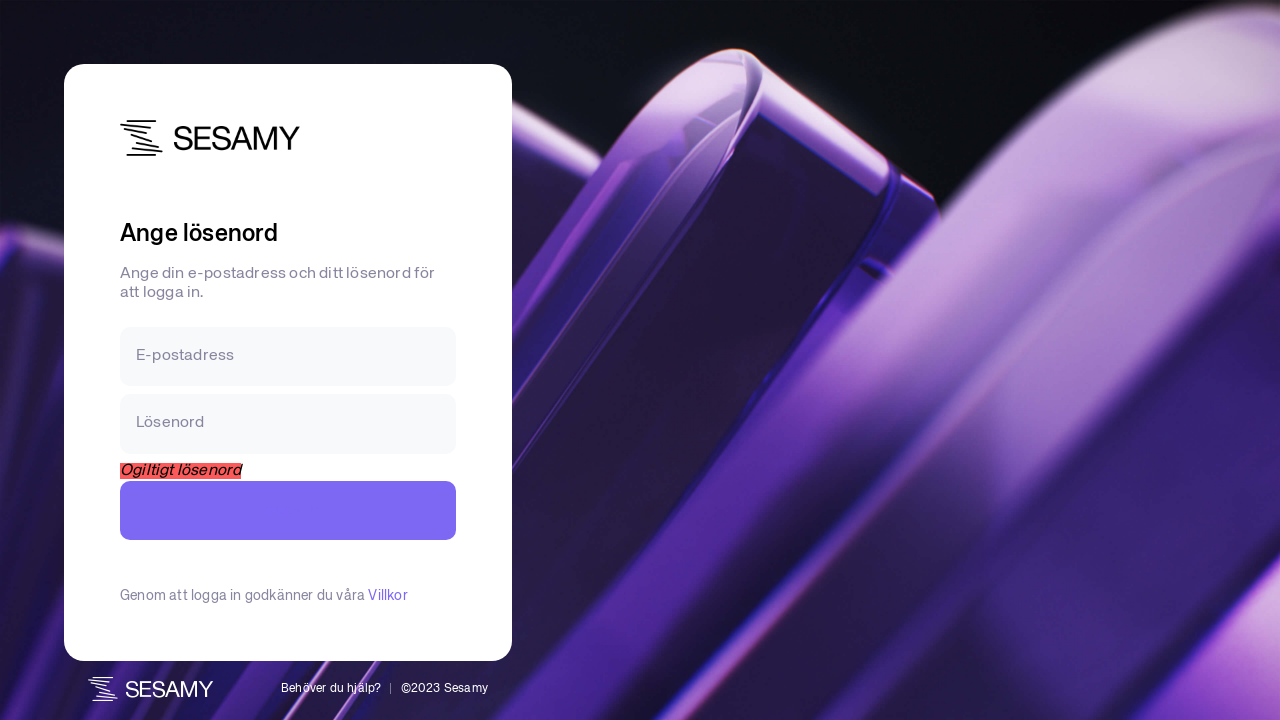 SESAMY
Ange lösenord
Ange din e-postadress och ditt lösenord för
att logga in.
E-postadress
Lösenord
Ogiltigt lösenord
Genom att logga in godkänner du våra Villkor
SESAMY
Behöver du hjälp? | ©2023 Sesamy